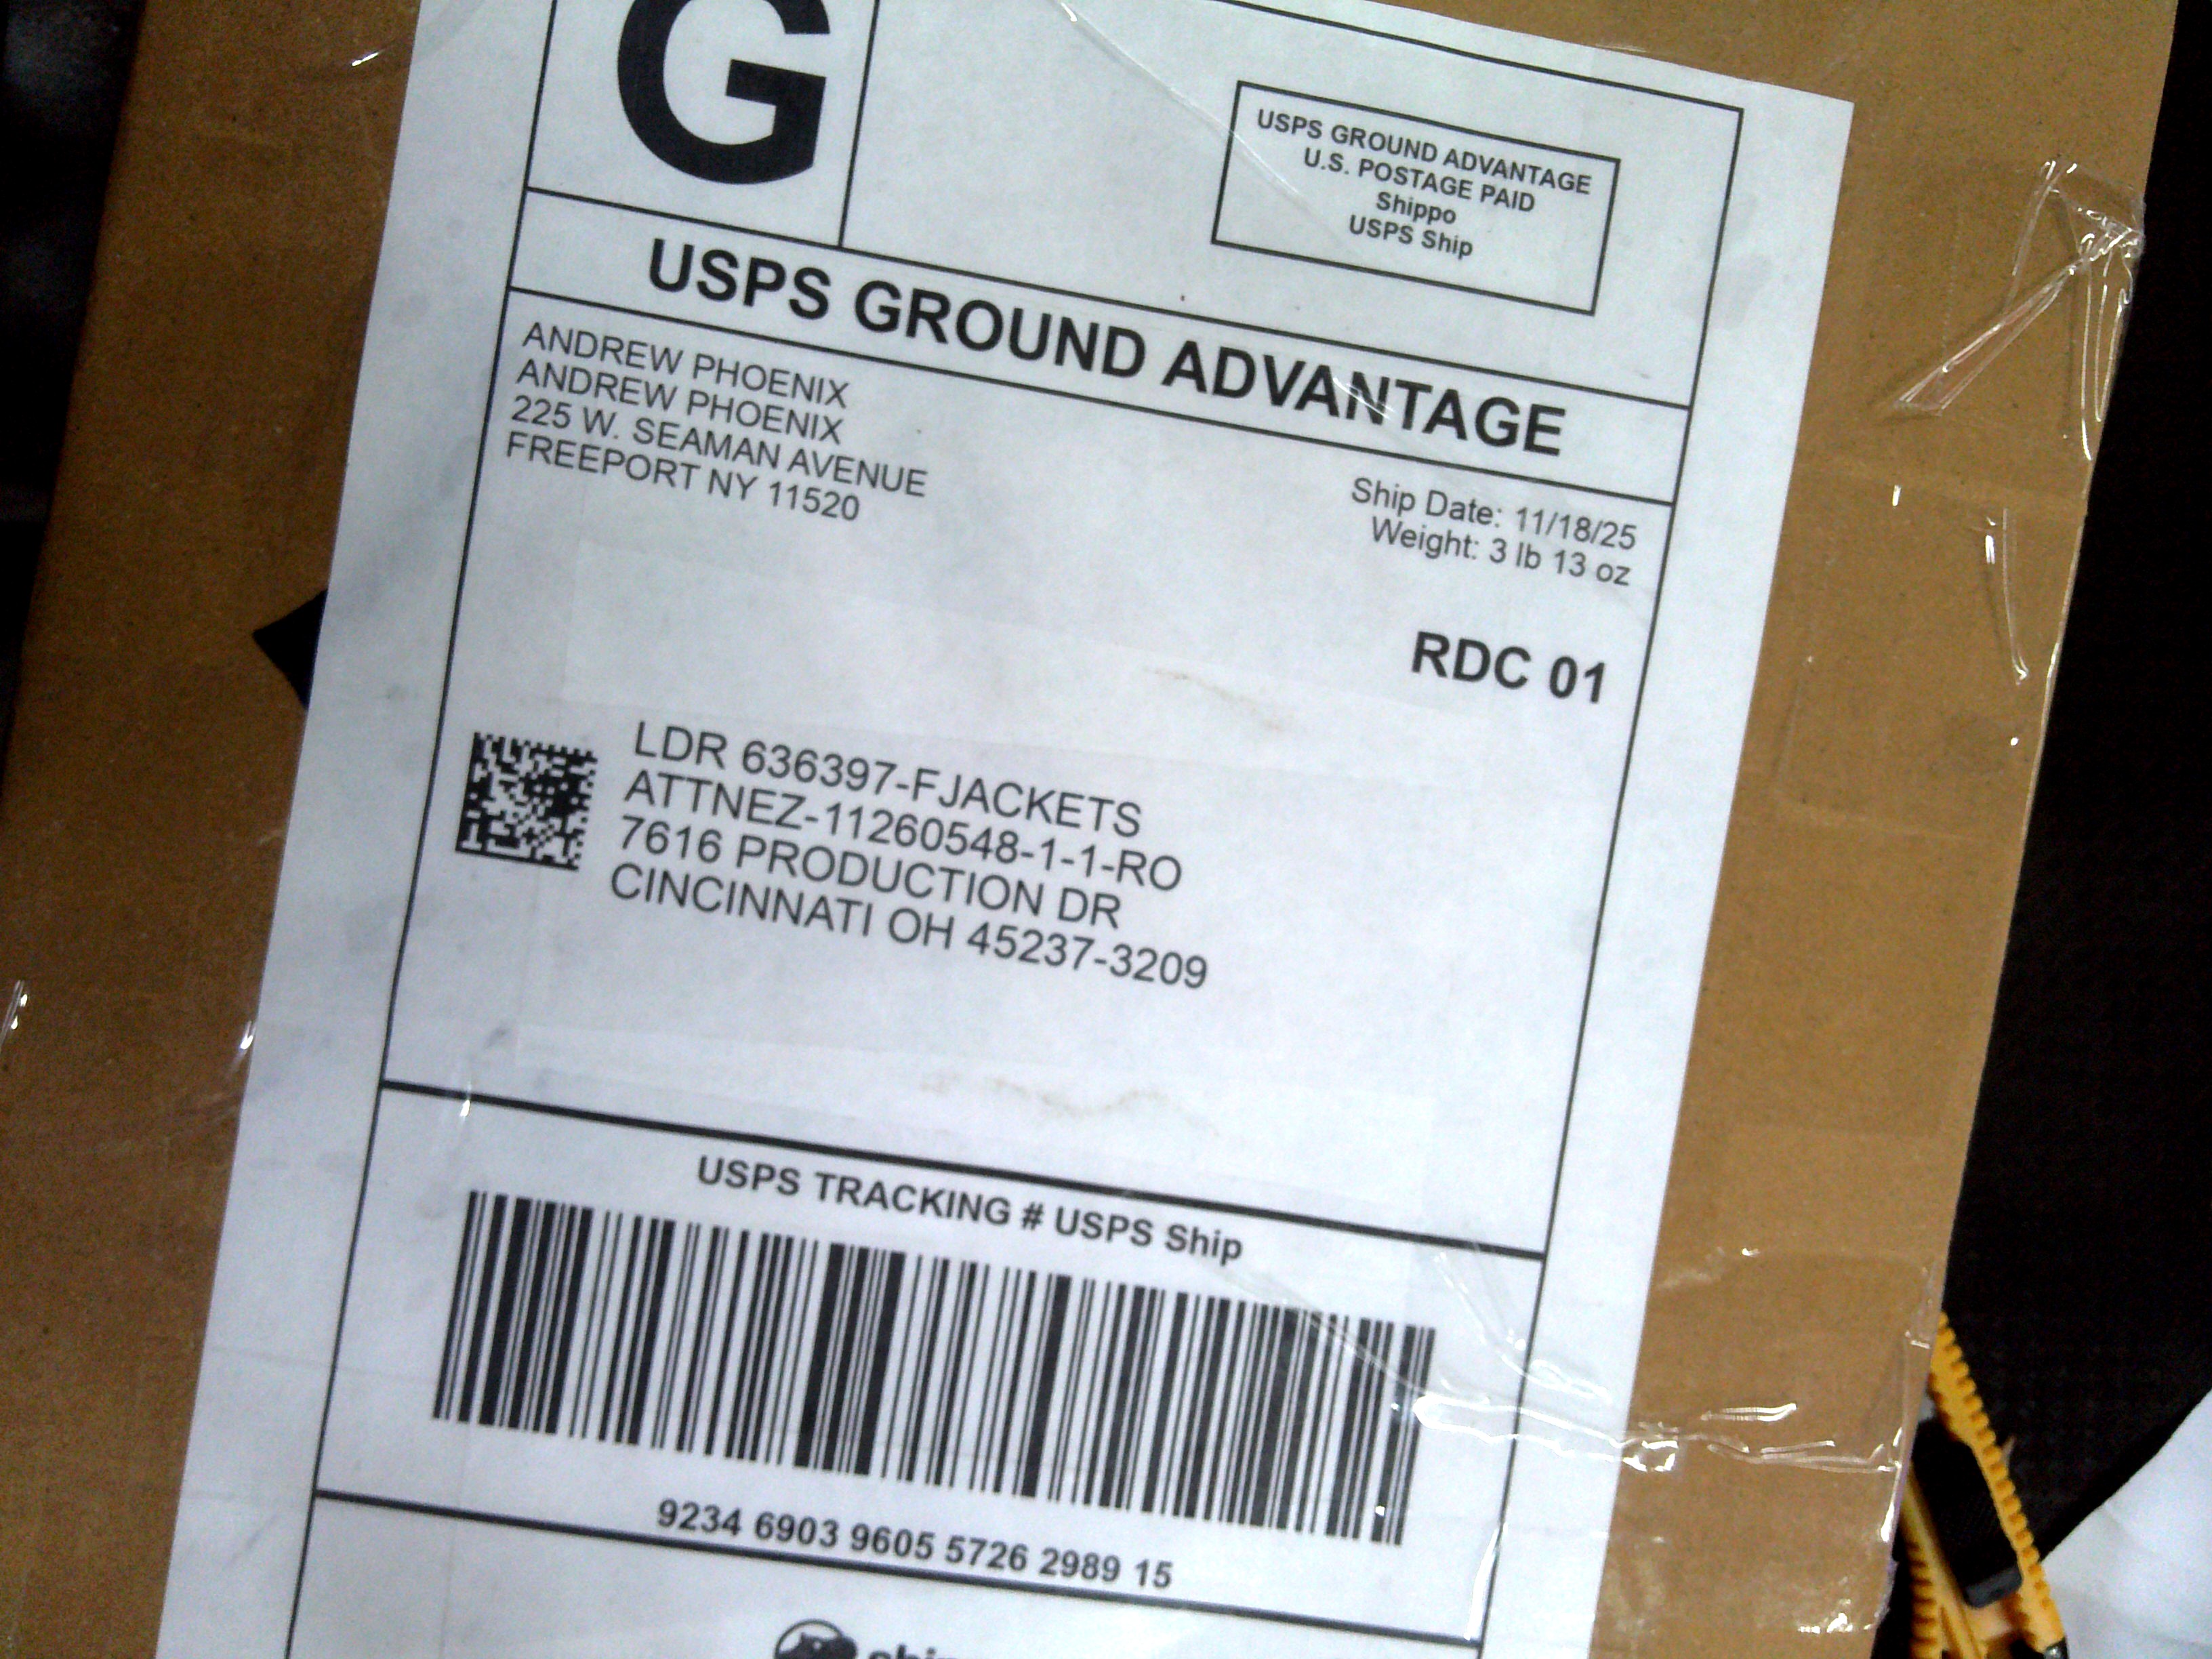 G
USPS GROUND ADVANTAGE
U.S. POSTAGE PAID
Shippo
USPS Ship
USPS GROUND ADVANTAGE
ANDREW PHOENIX
ANDREW PHOENIX
225 W. SEAMAN AVENUE
FREEPORT NY 11520
Ship Date: 11/18/25
Weight: 3 lb 13 oz
RDC 01
LDR 636397-FJACKETS
ATTNEZ-11260548-1-1-RO
7616 PRODUCTION DR
CINCINNATI OH 45237-3209
USPS TRACKING # USPS Ship
9234 6903 9605 5726 2989 15